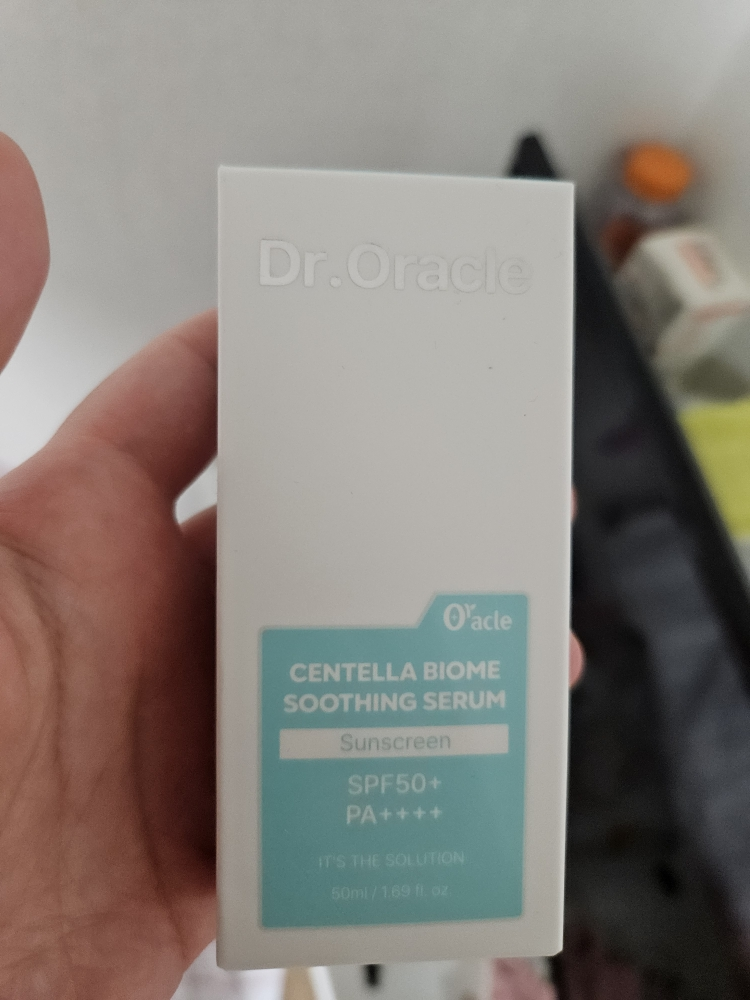 Dr.Oracle
Oracle
CENTELLA BIOME
SOOTHING SERUM
Sunscreen
SPF50+
PA++++
IT'S THE SOLUTION
50ml / 1.69 fl. oz.